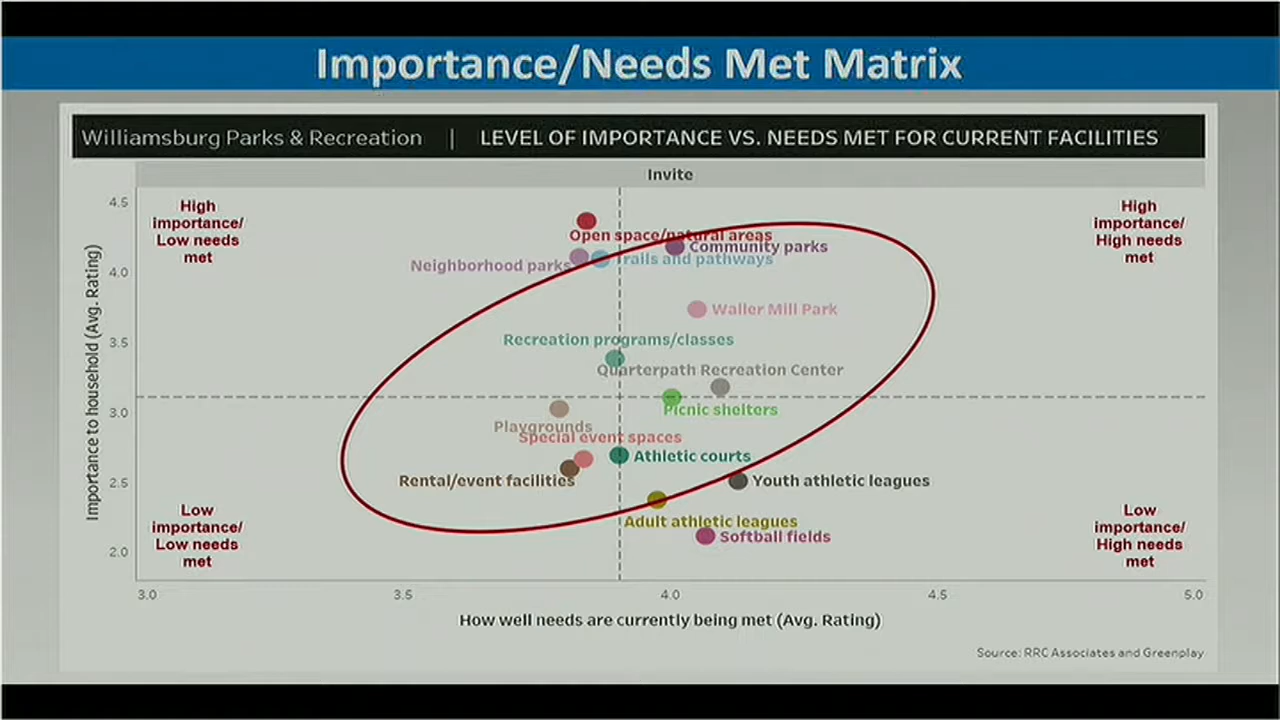 Importance/Needs Met Matrix
Williamsburg Parks & Recreation | LEVEL OF IMPORTANCE VS. NEEDS MET FOR CURRENT FACILITIES
Invite
High
importance/
Low needs
met
High
importance/
High needs
met
Low
importance/
Low needs
met
Low
importance/
High needs
met
Importance to household (Avg. Rating)
4.5
4.0
3.5
3.0
2.5
2.0
Open space/natural areas
Community parks
Neighborhood parks
Trails and pathways
Waller Mill Park
Recreation programs/classes
Quarterpath Recreation Center
Picnic shelters
Playgrounds
Special event spaces
Athletic courts
Rental/event facilities
Youth athletic leagues
Adult athletic leagues
Softball fields
3.0
3.5
4.0
4.5
5.0
How well needs are currently being met (Avg. Rating)
Source: RRC Associates and Greenplay